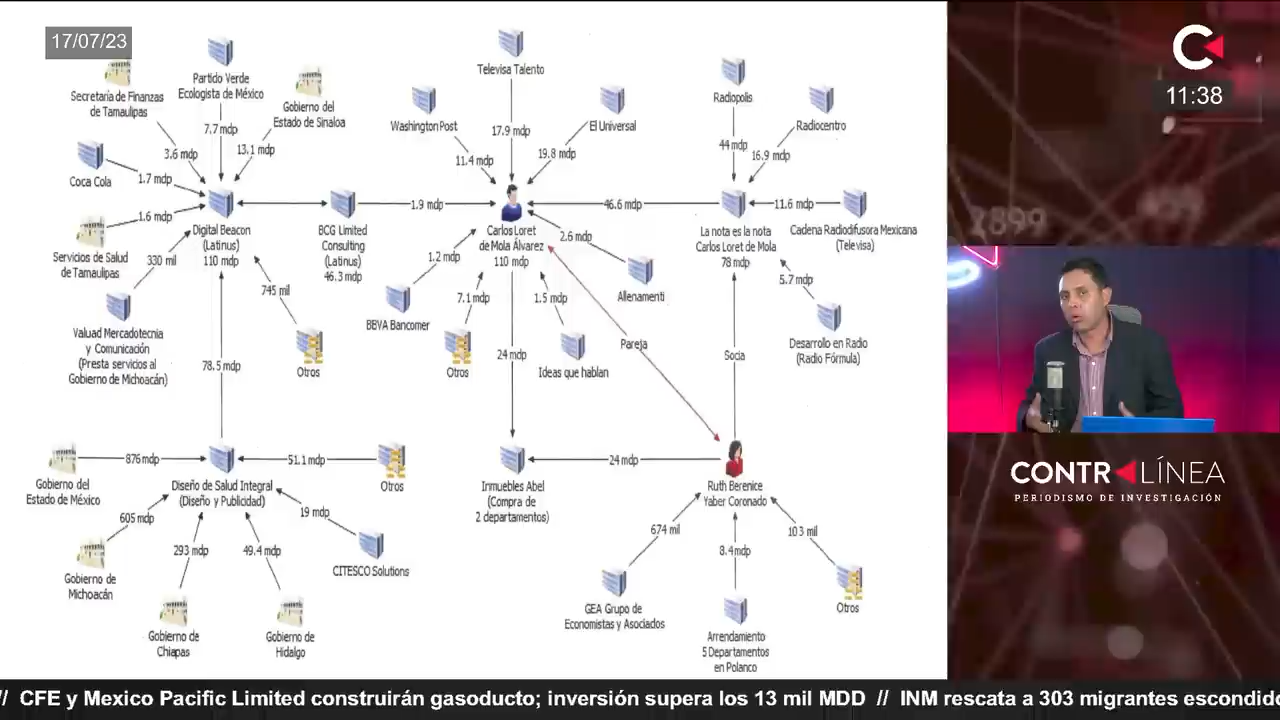 17/07/23
Secretaria de Finanzas
de Tamaulipas
Partido Verde
Ecologista de México
Gobierno del
Estado de Sinaloa
3.6 mdp
7.7 mdp
13.1 mdp
Coca Cola
1.7 mdp
1.6 mdp
Servicios de Salud
de Tamaulipas
330 mil
Digital Beacon
(Latinus)
110 mdp
Valuad Mercadotecnia
y Comunicación
(Presta servicios al
Gobierno de Michoacán)
745 mil
Otros
78.5 mdp
BCG Limited
Consulting
(Latinus)
46.3 mdp
1.9 mdp
Televisa Talento
Washington Post
El Universal
11.4 mdp
17.9 mdp
19.8 mdp
Carlos Loret
de Mola Álvarez
110 mdp
46.6 mdp
2.6 mdp
Allenamenti
1.2 mdp
BBVA Bancomer
7.1 mdp
Otros
1.5 mdp
Ideas que hablan
24 mdp
Pareja
Radiopolis
Radiocentro
44 mdp
16.9 mdp
11.6 mdp
La nota es la nota
Carlos Loret de Mola
78 mdp
Cadena Radiodifusora Mexicana
(Televisa)
5.7 mdp
Desarrollo en Radio
(Radio Fórmula)
Socia
876 mdp
Gobierno del
Estado de México
Diseño de Salud Integral
(Diseño y Publicidad)
51.1 mdp
Otros
605 mdp
Gobierno de
Michoacán
293 mdp
Gobierno de
Chiapas
49.4 mdp
Gobierno de
Hidalgo
19 mdp
CITESCO Solutions
Inmuebles Abel
(Compra de
2 departamentos)
24 mdp
Ruth Berenice
Yaber Coronado
674 mil
GEA Grupo de
Economistas y Asociados
8.4 mdp
Arrendamiento
5 Departamentos
en Polanco
103 mil
Otros
11:38
2899
CONTRLÍNEA
PERIODISMO DE INVESTIGACIÓN
// CFE y Mexico Pacific Limited construirán gasoducto; inversión supera los 13 mil MDD // INM rescata a 303 migrantes escondido